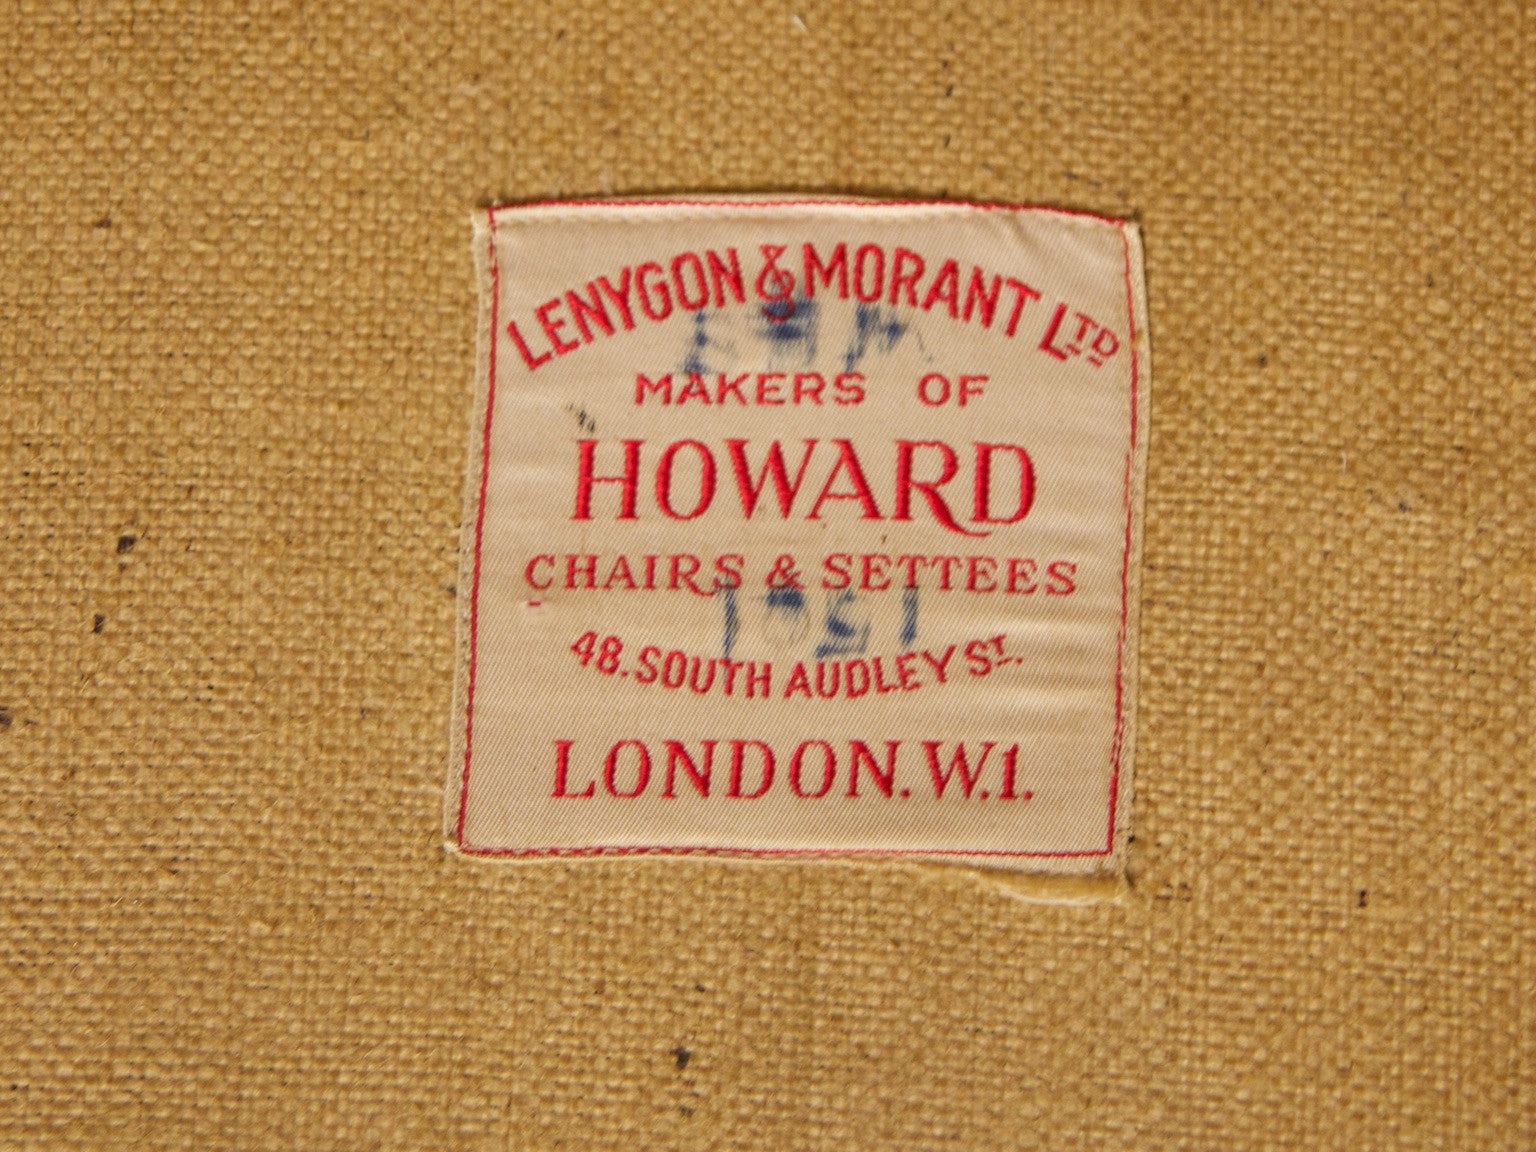 LENYGON & MORANT LTD
MAKERS OF
HOWARD
CHAIRS & SETTEES
48. SOUTH AUDLEY ST.
LONDON. W.1.